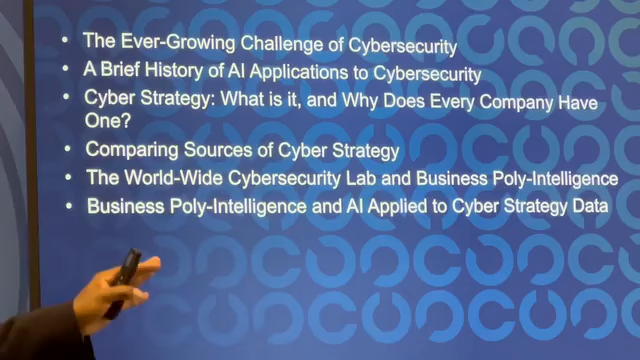 • The Ever-Growing Challenge of Cybersecurity
• A Brief History of AI Applications to Cybersecurity
• Cyber Strategy: What is it, and Why Does Every Company Have
One?
• Comparing Sources of Cyber Strategy
• The World-Wide Cybersecurity Lab and Business Poly-Intelligence
• Business Poly-Intelligence and AI Applied to Cyber Strategy Data